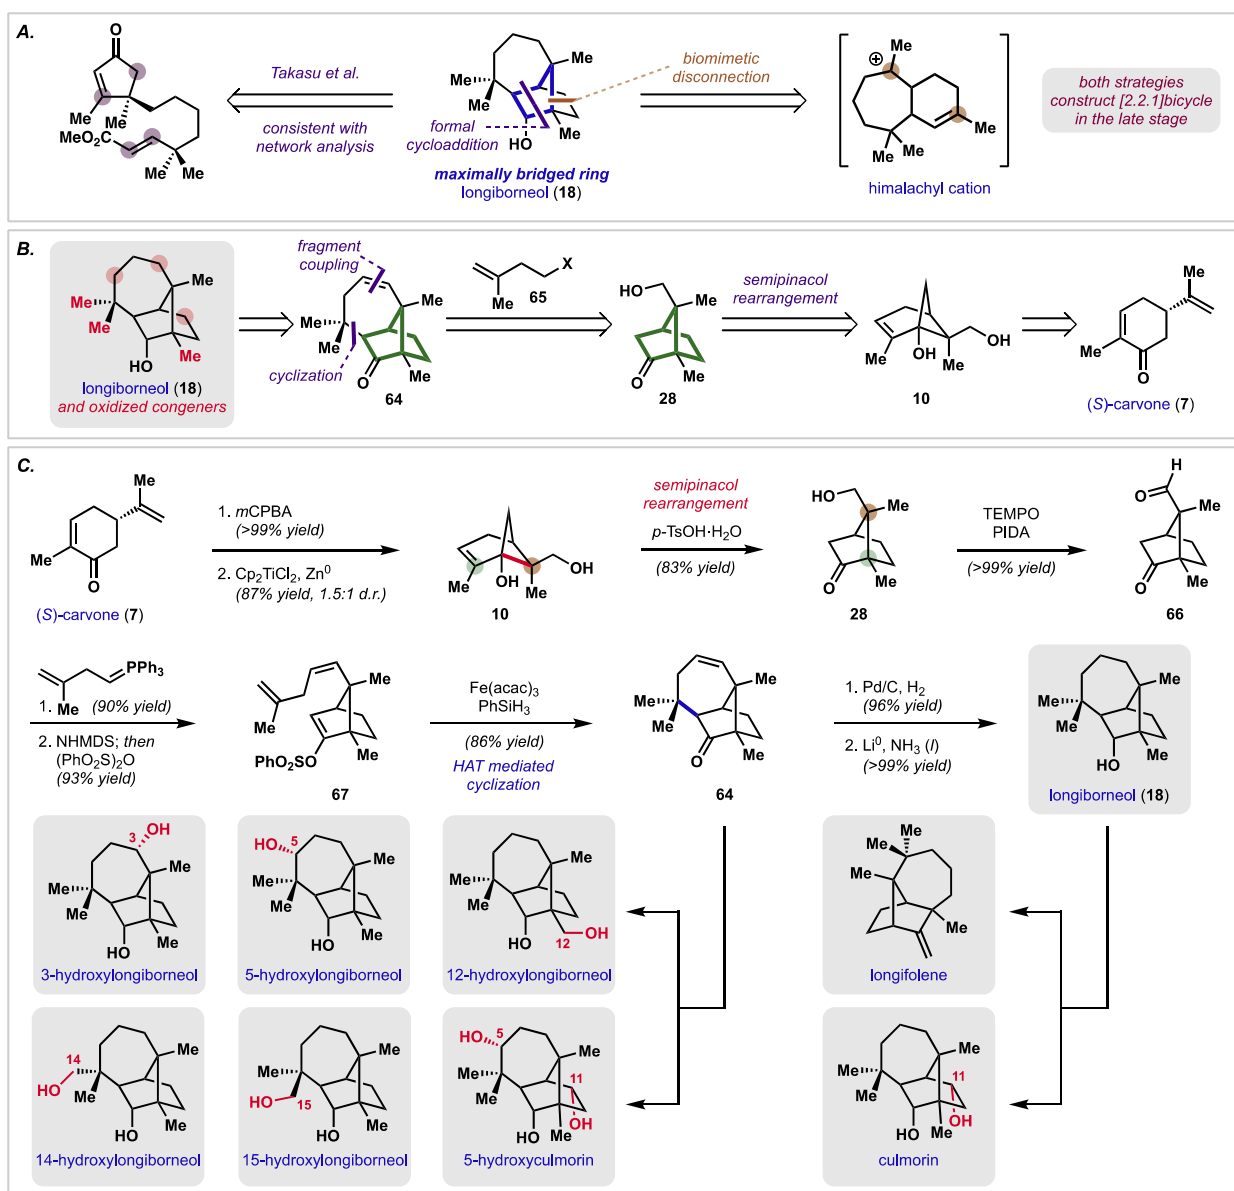 A.
O
Me
Me
MeO₂C
Me
Me
Takasu et al.
consistent with
network analysis
Me
Me
Me
Me
HO
formal
cycloaddition
biomimetic
disconnection
maximally bridged ring
longiborneol (18)
⊕
Me
Me
Me
Me
himalachyl cation
both strategies
construct [2.2.1]bicycle
in the late stage
B.
Me
Me
Me
Me
HO
longiborneol (18)
and oxidized congeners
fragment
coupling
Me
Me
Me
Me
O
cyclization
64
X
Me
65
HO
Me
Me
O
28
semipinacol
rearrangement
Me
OH
Me
OH
10
Me
Me
O
(S)-carvone (7)
C.
Me
Me
O
(S)-carvone (7)
1. mCPBA
(>99% yield)
2. Cp₂TiCl₂, Zn⁰
(87% yield, 1.5:1 d.r.)
Me
OH
Me
OH
10
semipinacol
rearrangement
p-TsOH·H₂O
(83% yield)
HO
Me
Me
O
28
TEMPO
PIDA
(>99% yield)
H
O
Me
Me
O
66
PPh₃
Me
1.
(90% yield)
2. NHMDS; then
(PhO₂S)₂O
(93% yield)
Me
Me
Me
PhO₂SO
67
Fe(acac)₃
PhSiH₃
(86% yield)
HAT mediated
cyclization
Me
Me
Me
Me
O
64
1. Pd/C, H₂
(96% yield)
2. Li⁰, NH₃ (l)
(>99% yield)
Me
Me
Me
Me
HO
longiborneol (18)
OH
3
Me
Me
Me
Me
HO
3-hydroxylongiborneol
HO
5
Me
Me
Me
Me
HO
5-hydroxylongiborneol
Me
Me
Me
HO
OH
12
12-hydroxylongiborneol
Me
Me
Me
Me
longifolene
14
HO
Me
Me
Me
HO
14-hydroxylongiborneol
Me
Me
HO
15
Me
HO
15-hydroxylongiborneol
HO
5
Me
Me
Me
11
OH
HO
Me
5-hydroxyculmorin
Me
Me
Me
11
OH
HO
Me
culmorin